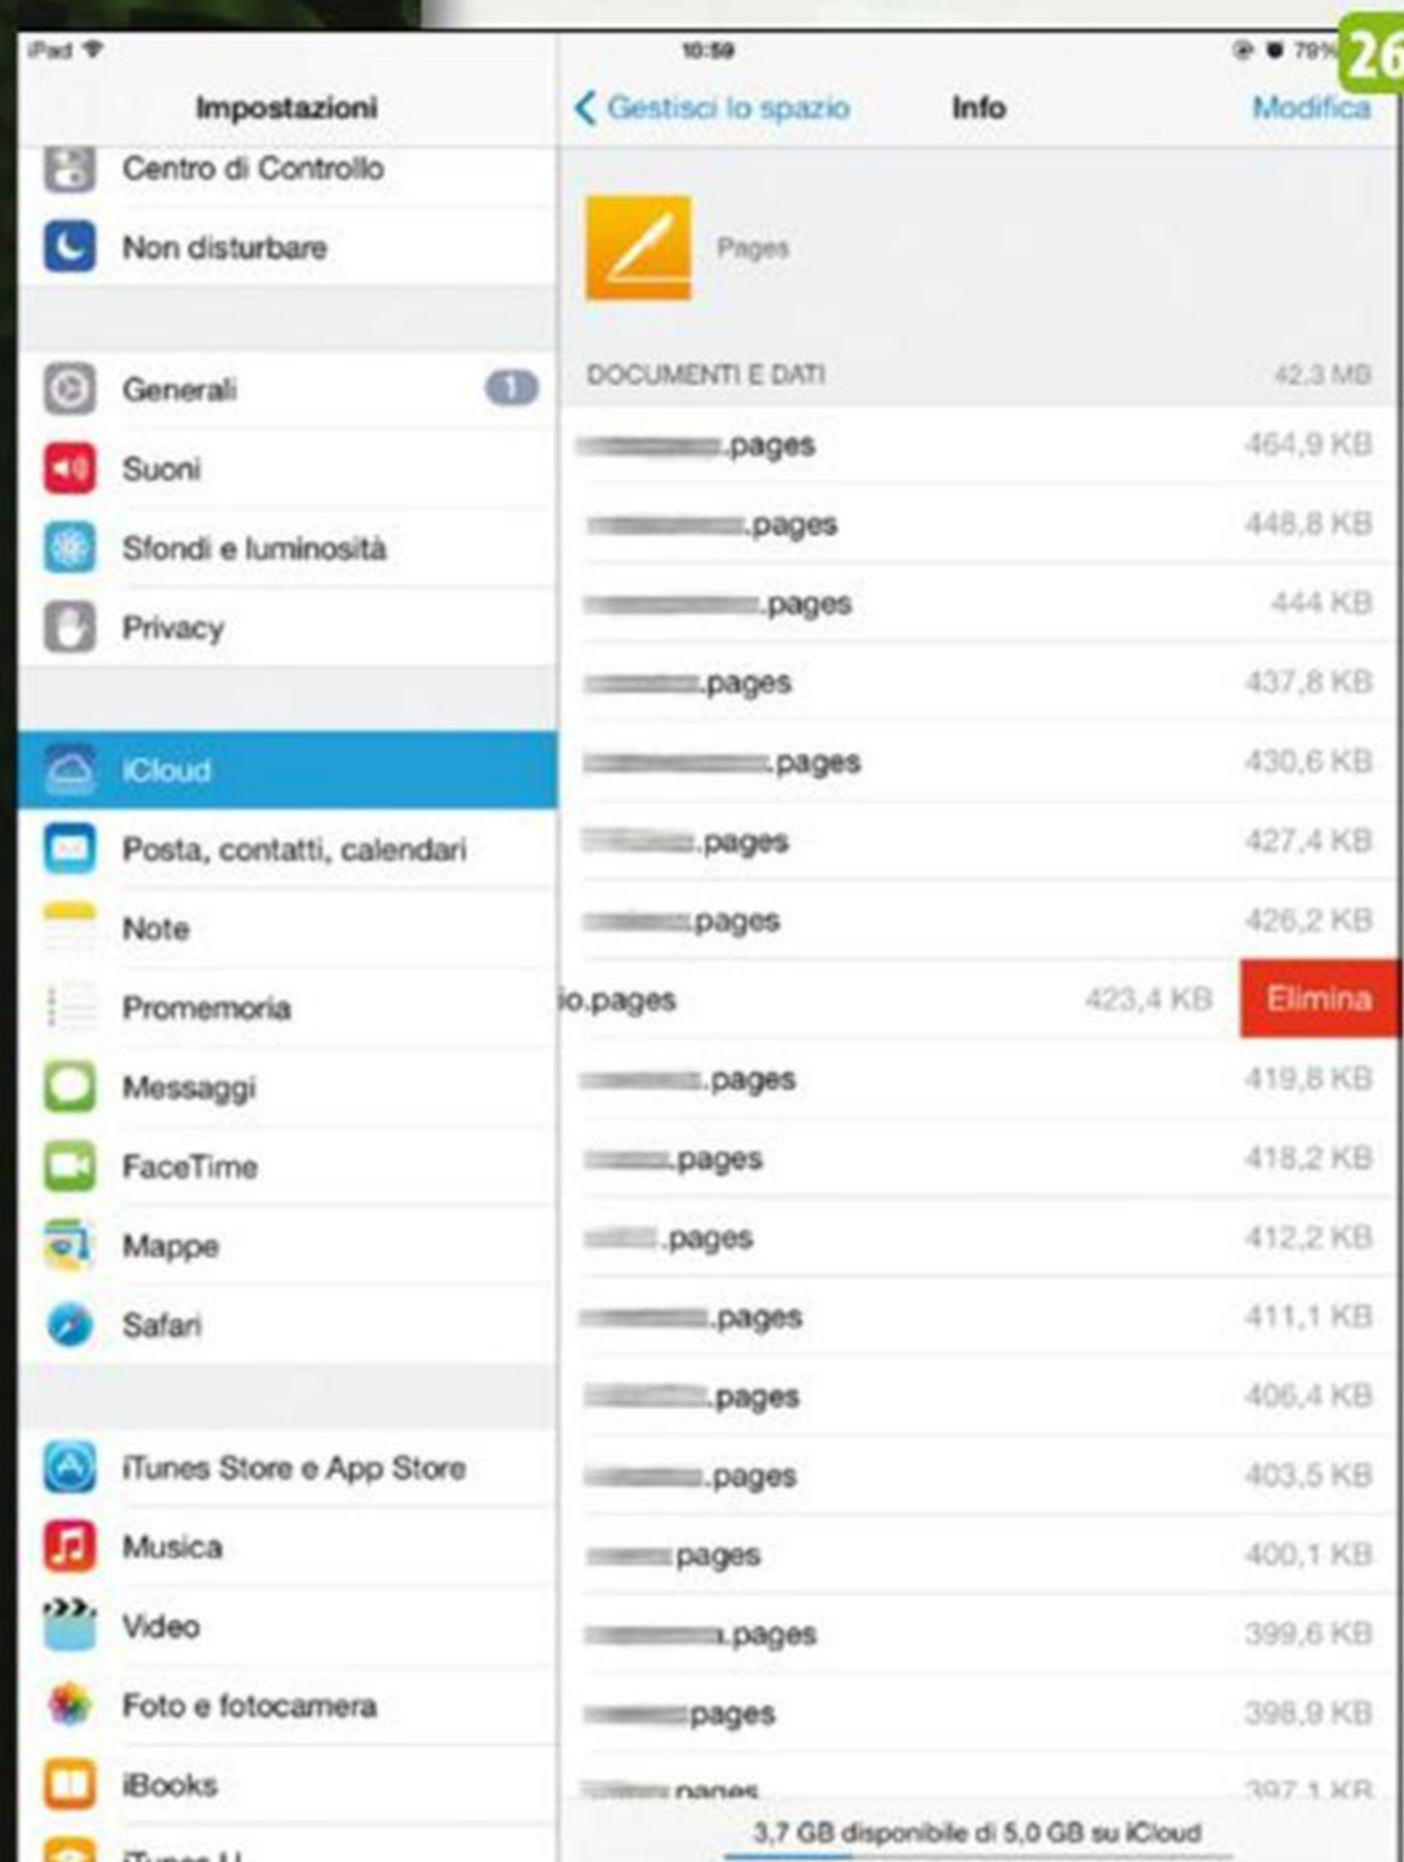 iPad
10:59
79%
26
Impostazioni
Centro di Controllo
Non disturbare
Generali 1
Suoni
Sfondi e luminosità
Privacy
iCloud
Posta, contatti, calendari
Note
Promemoria
Messaggi
FaceTime
Mappe
Safari
iTunes Store e App Store
Musica
Video
Foto e fotocamera
iBooks
iTunes U
Gestisci lo spazio Info Modifica
Pages
DOCUMENTI E DATI 42,3 MB
.pages 464,9 KB
.pages 448,8 KB
.pages 444 KB
.pages 437,8 KB
.pages 430,6 KB
.pages 427,4 KB
.pages 426,2 KB
io.pages 423,4 KB Elimina
.pages 419,8 KB
.pages 418,2 KB
.pages 412,2 KB
.pages 411,1 KB
.pages 406,4 KB
.pages 403,5 KB
pages 400,1 KB
.pages 399,6 KB
pages 398,9 KB
pages 397,1 KB
3,7 GB disponibile di 5,0 GB su iCloud